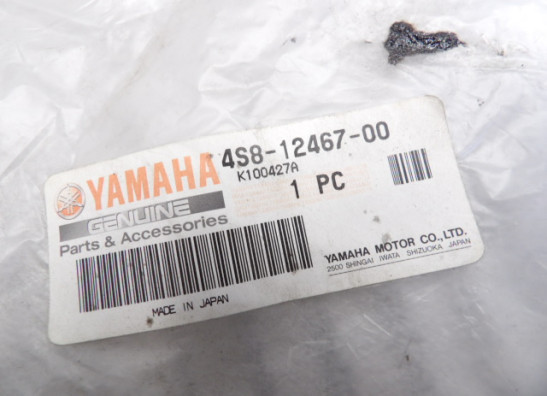 YAMAHA
GENUINE
Parts & Accessories
4S8-12467-00
K100427A
1 PC
MADE IN JAPAN
YAMAHA MOTOR CO., LTD.
2500 SHINGAI IWATA SHIZUOKA JAPAN